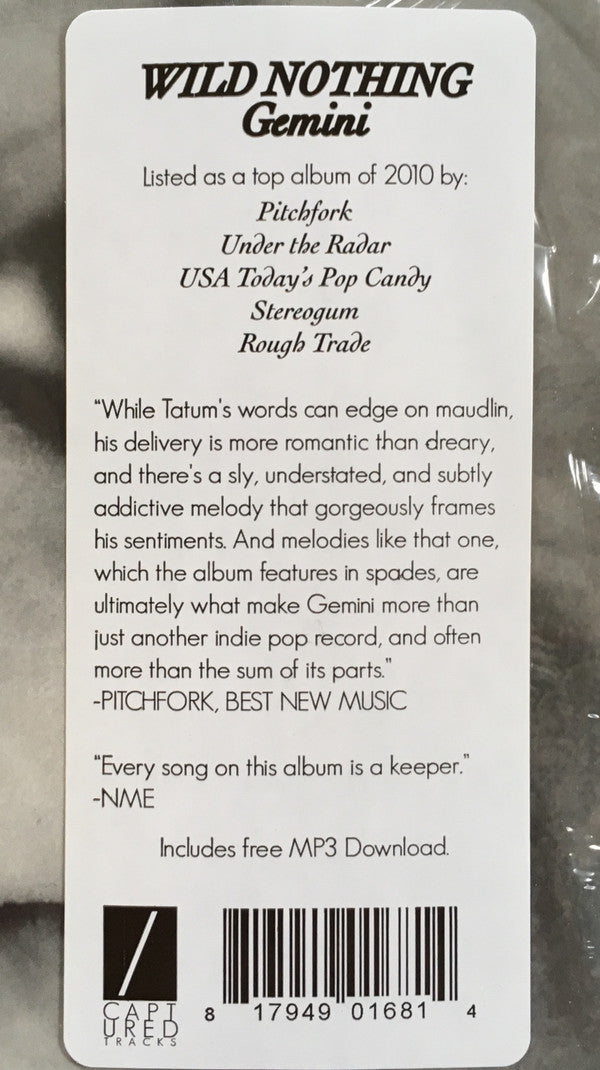 WILD NOTHING
Gemini
Listed as a top album of 2010 by:
Pitchfork
Under the Radar
USA Today's Pop Candy
Stereogum
Rough Trade
"While Tatum's words can edge on maudlin,
his delivery is more romantic than dreary,
and there's a sly, understated, and subtly
addictive melody that gorgeously frames
his sentiments. And melodies like that one,
which the album features in spades, are
ultimately what make Gemini more than
just another indie pop record, and often
more than the sum of its parts."
-PITCHFORK, BEST NEW MUSIC
"Every song on this album is a keeper."
-NME
Includes free MP3 Download.
CAPT
URED
TRACKS
8 17949 01681 4